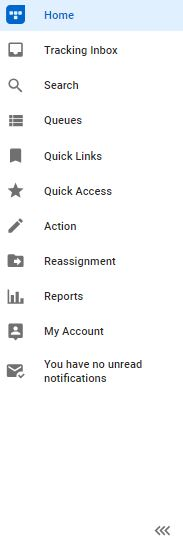 Home
Tracking Inbox
Search
Queues
Quick Links
Quick Access
Action
Reassignment
Reports
My Account
You have no unread
notifications